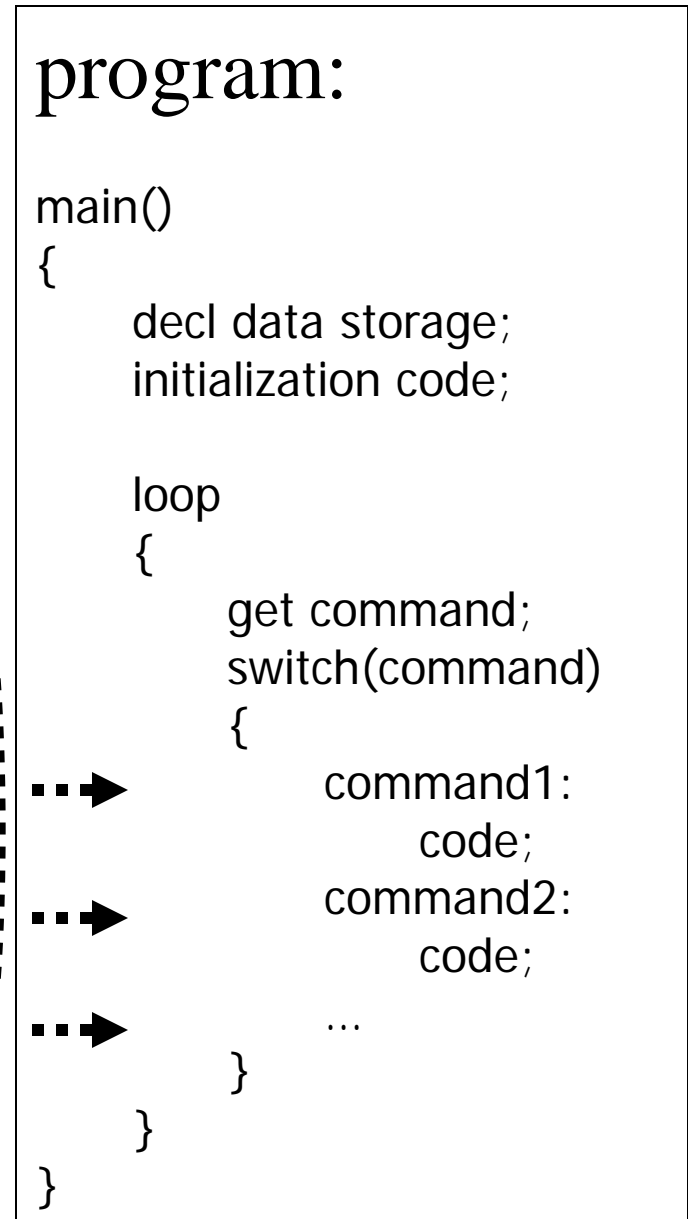 program:
main()
{
decl data storage;
initialization code;
loop
{
get command;
switch(command)
{
command1:
code;
command2:
code;
...
}
}
}